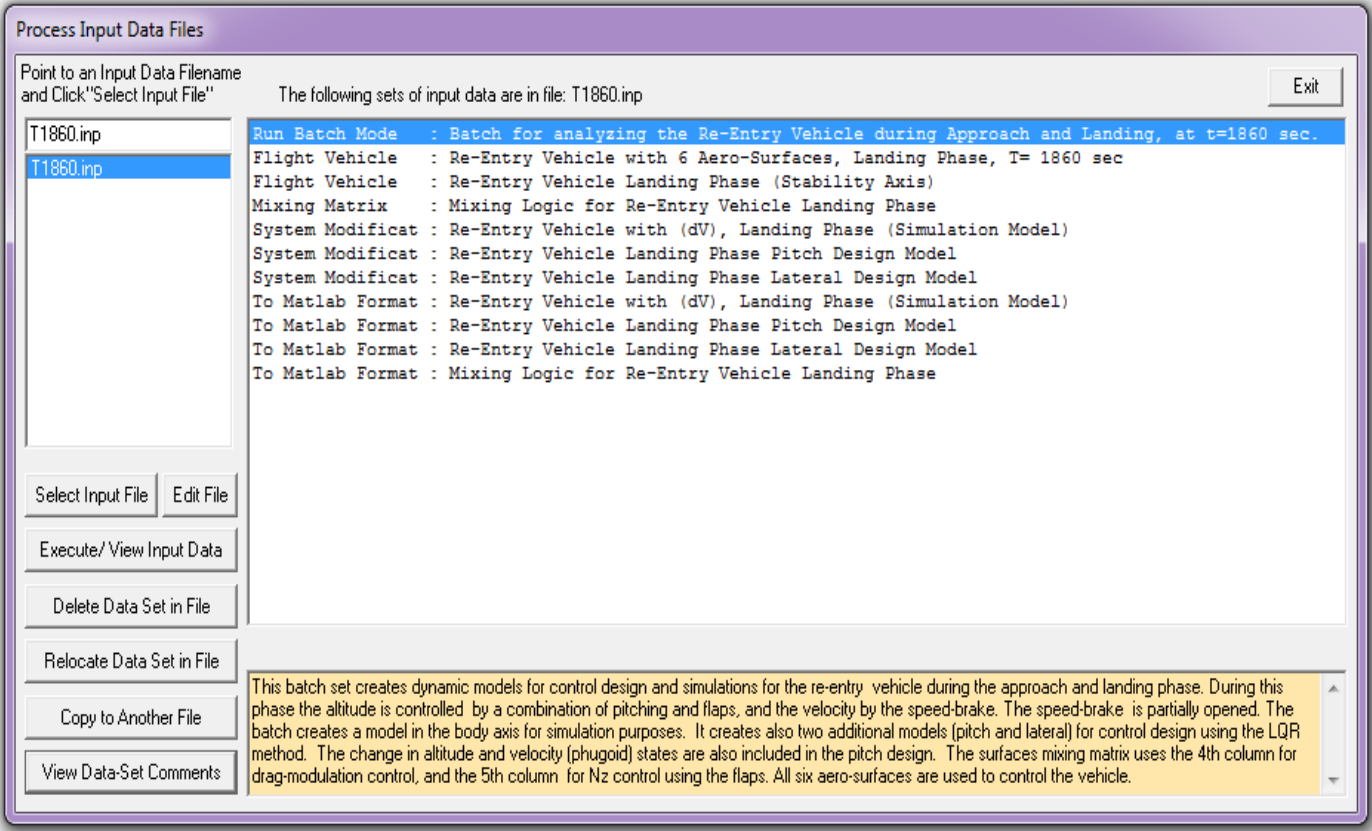 Process Input Data Files
Point to an Input Data Filename
and Click"Select Input File"
The following sets of input data are in file: T1860.inp
Exit
T1860.inp
T1860.inp
Run Batch Mode : Batch for analyzing the Re-Entry Vehicle during Approach and Landing, at t=1860 sec.
Flight Vehicle : Re-Entry Vehicle with 6 Aero-Surfaces, Landing Phase, T= 1860 sec
Flight Vehicle : Re-Entry Vehicle Landing Phase (Stability Axis)
Mixing Matrix : Mixing Logic for Re-Entry Vehicle Landing Phase
System Modificat : Re-Entry Vehicle with (dV), Landing Phase (Simulation Model)
System Modificat : Re-Entry Vehicle Landing Phase Pitch Design Model
System Modificat : Re-Entry Vehicle Landing Phase Lateral Design Model
To Matlab Format : Re-Entry Vehicle with (dV), Landing Phase (Simulation Model)
To Matlab Format : Re-Entry Vehicle Landing Phase Pitch Design Model
To Matlab Format : Re-Entry Vehicle Landing Phase Lateral Design Model
To Matlab Format : Mixing Logic for Re-Entry Vehicle Landing Phase
Select Input File
Edit File
Execute/ View Input Data
Delete Data Set in File
Relocate Data Set in File
Copy to Another File
View Data-Set Comments
This batch set creates dynamic models for control design and simulations for the re-entry vehicle during the approach and landing phase. During this
phase the altitude is controlled by a combination of pitching and flaps, and the velocity by the speed-brake. The speed-brake is partially opened. The
batch creates a model in the body axis for simulation purposes. It creates also two additional models (pitch and lateral) for control design using the LQR
method. The change in altitude and velocity (phugoid) states are also included in the pitch design. The surfaces mixing matrix uses the 4th column for
drag-modulation control, and the 5th column for Nz control using the flaps. All six aero-surfaces are used to control the vehicle.